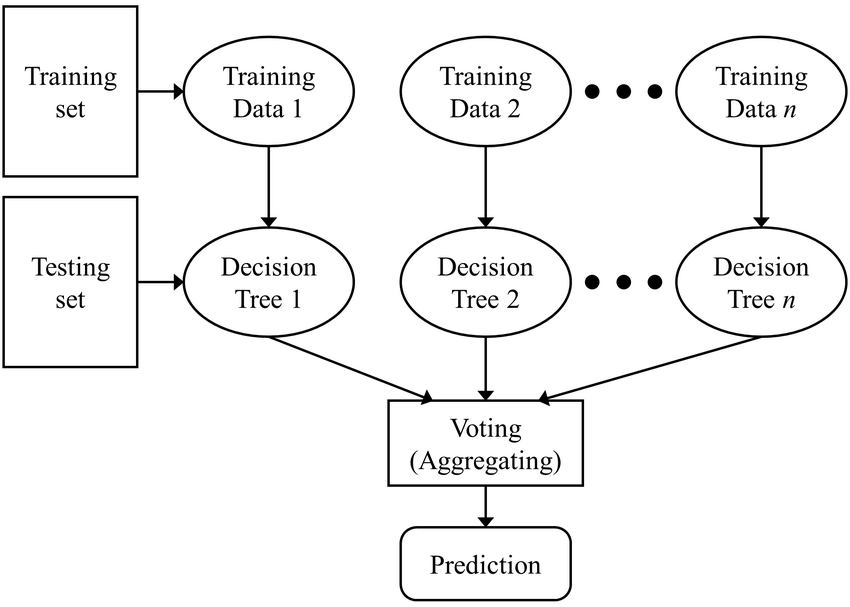 Training
set
Training
Data 1
Training
Data 2
Training
Data n
Testing
set
Decision
Tree 1
Decision
Tree 2
Decision
Tree n
Voting
(Aggregating)
Prediction